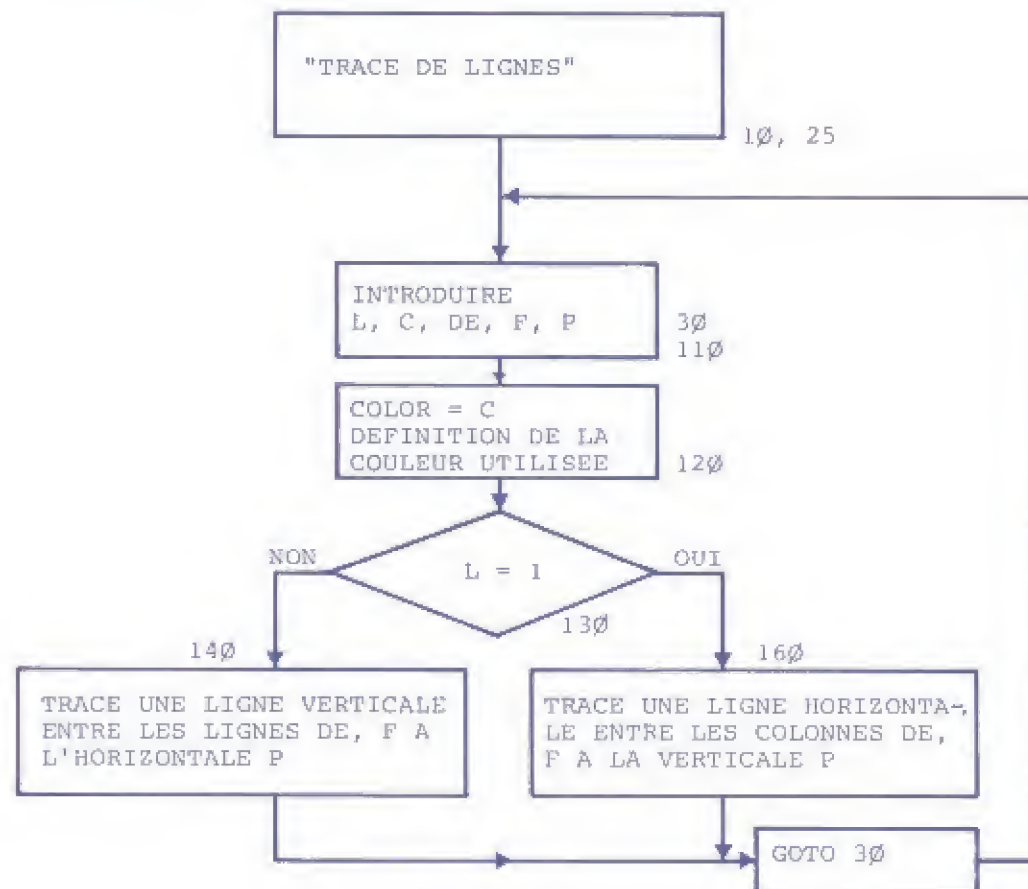 "TRACE DE LIGNES"
1Ø, 25
INTRODUIRE
L, C, DE, F, P
3Ø
11Ø
COLOR = C
DEFINITION DE LA
COULEUR UTILISEE
12Ø
NON
L = 1
OUI
13Ø
14Ø
16Ø
TRACE UNE LIGNE VERTICALE
ENTRE LES LIGNES DE, F A
L'HORIZONTALE P
TRACE UNE LIGNE HORIZONTA-
LE ENTRE LES COLONNES DE,
F A LA VERTICALE P
GOTO 3Ø